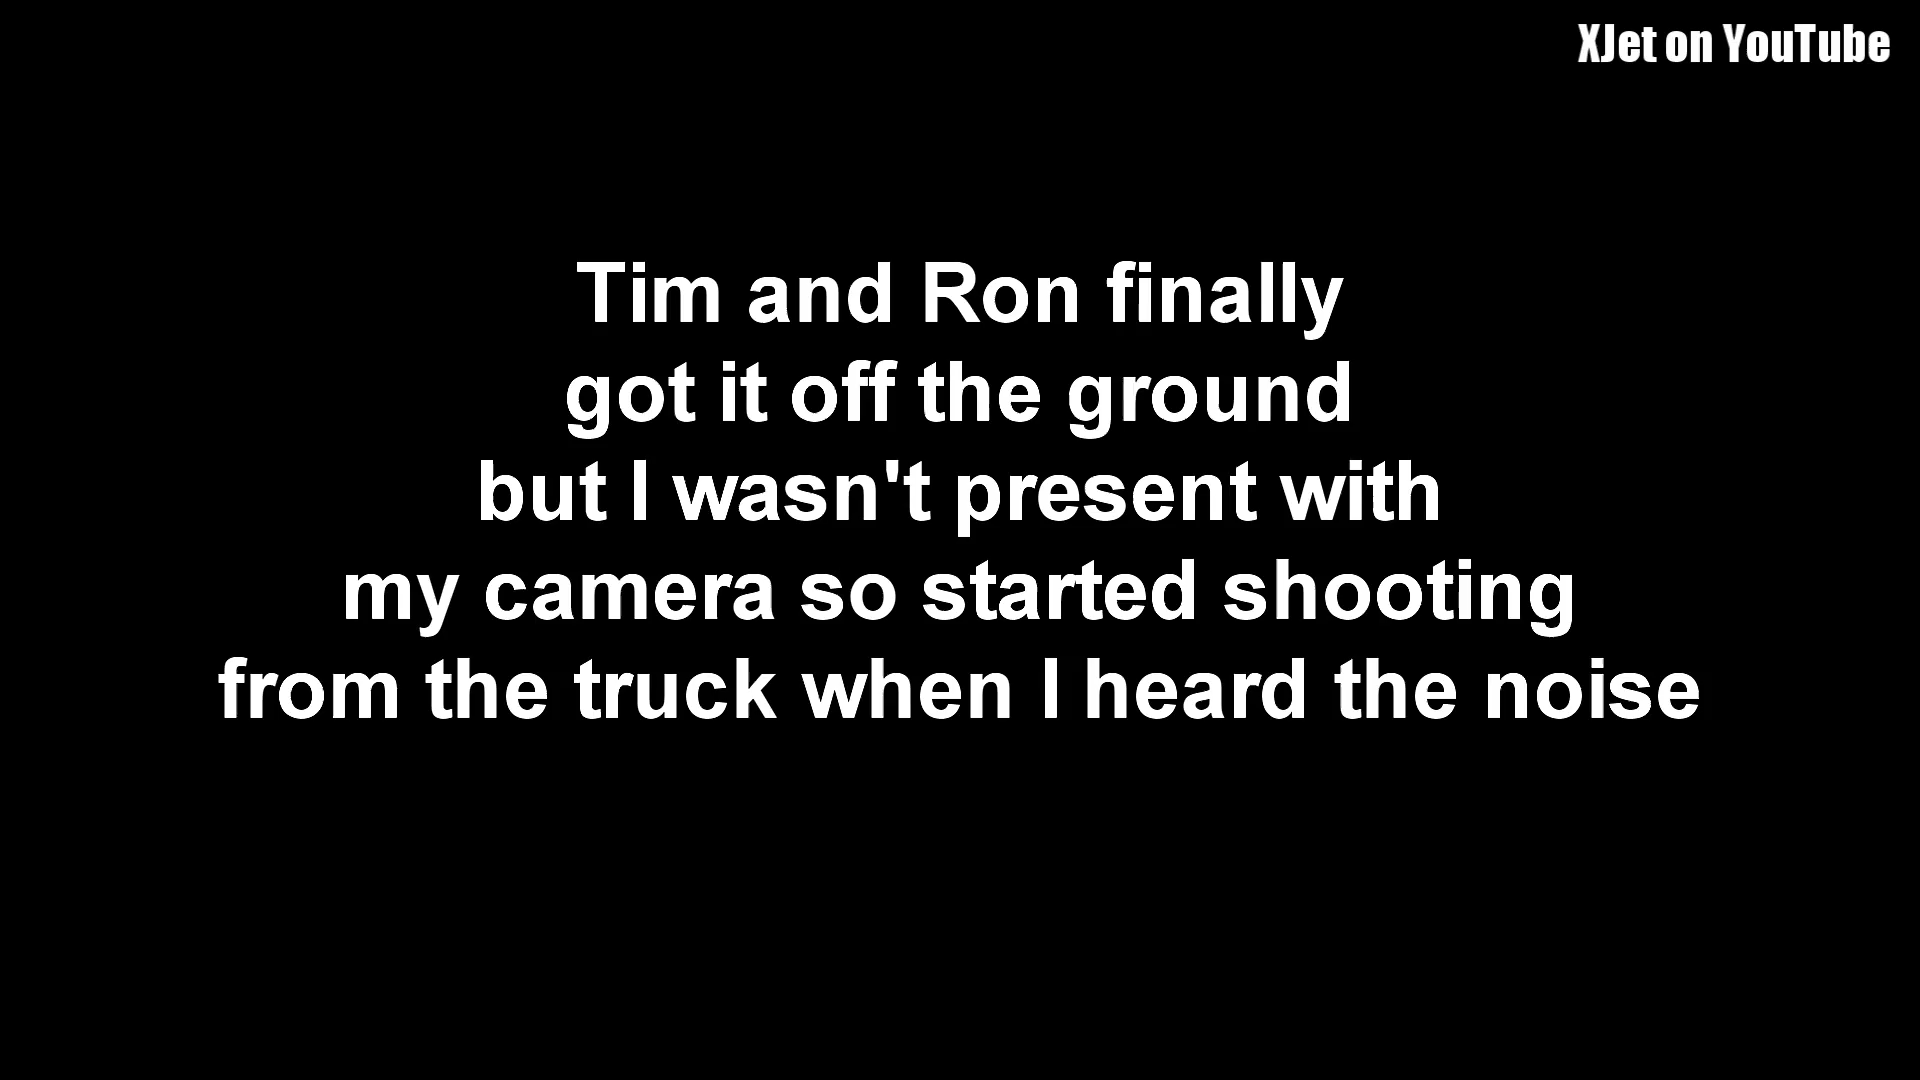 XJet on YouTube
Tim and Ron finally
got it off the ground
but I wasn't present with
my camera so started shooting
from the truck when I heard the noise